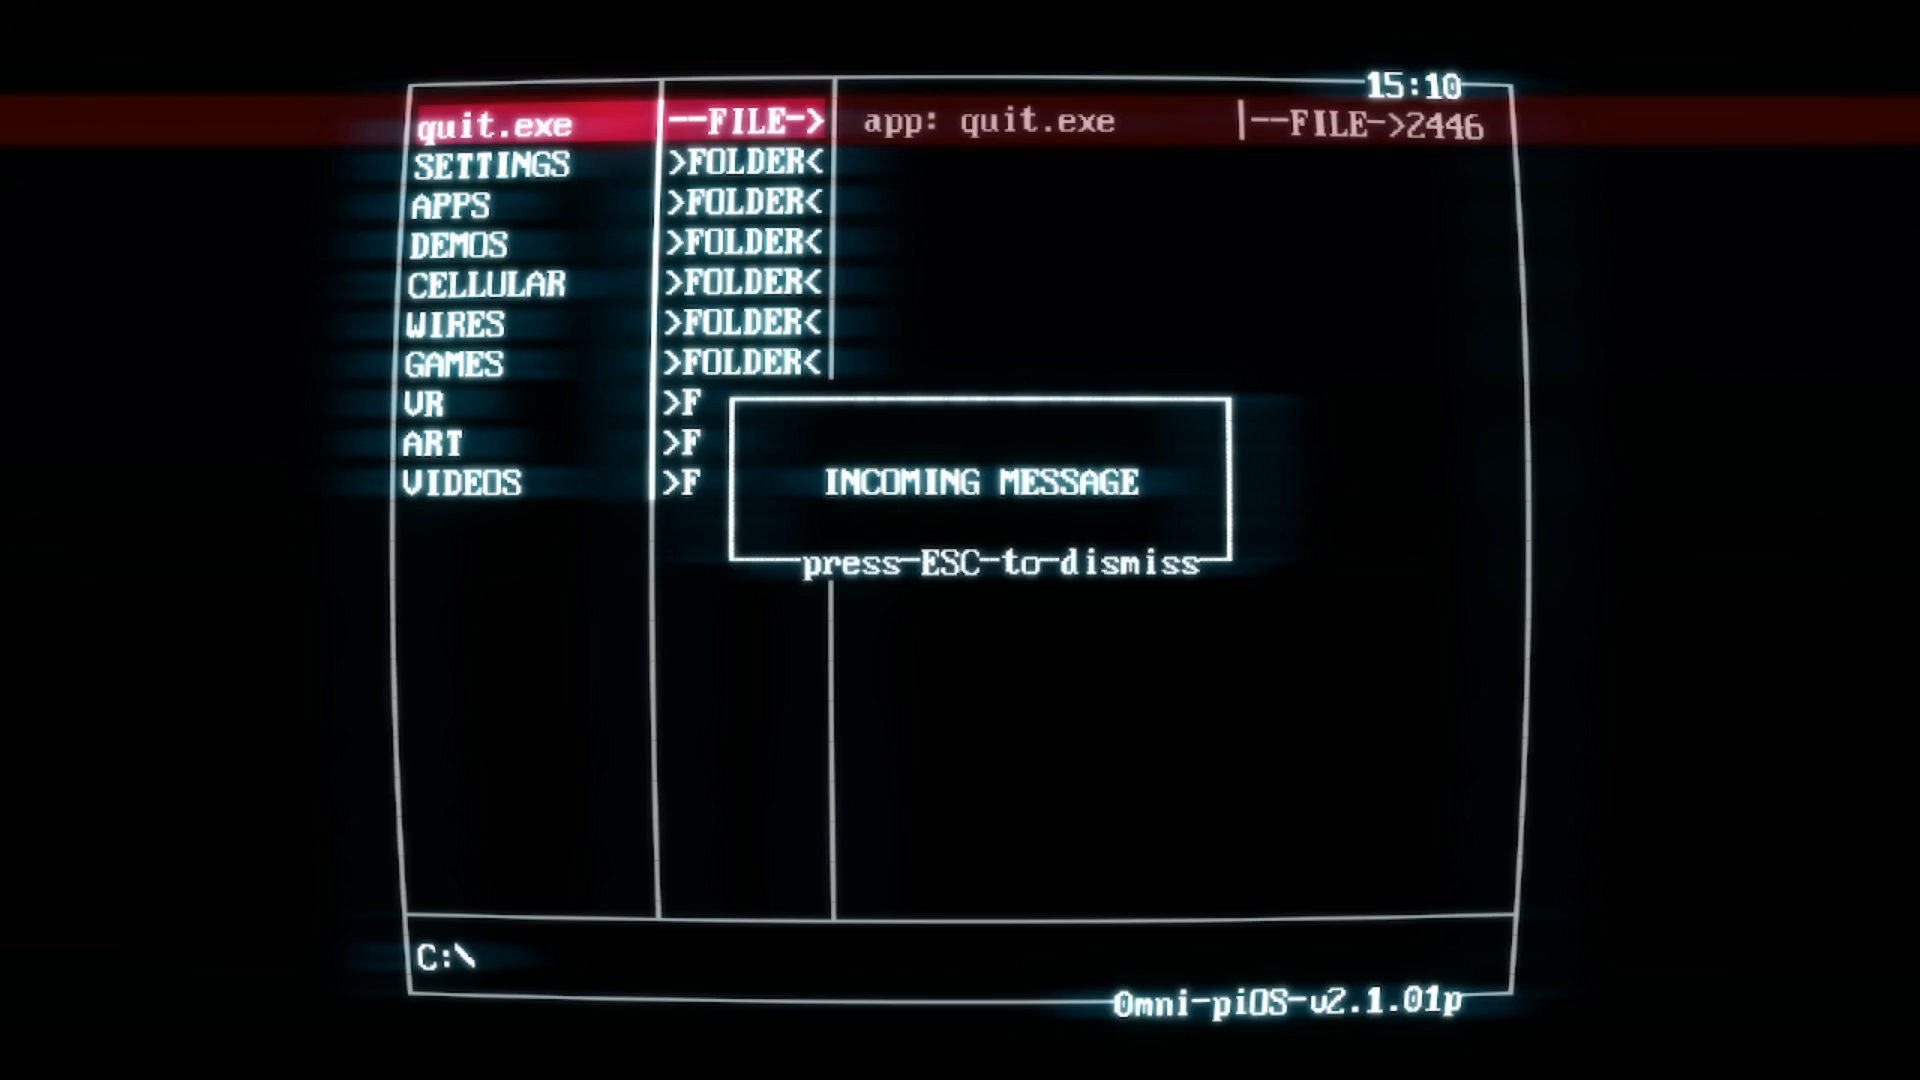 15:10
quit.exe --FILE-> app: quit.exe |--FILE->2446
SETTINGS >FOLDER<
APPS >FOLDER<
DEMOS >FOLDER<
CELLULAR >FOLDER<
WIRES >FOLDER<
GAMES >FOLDER<
VR >F
ART >F
VIDEOS >F
INCOMING MESSAGE
press-ESC-to-dismiss
C:\
Omni-piOS-v2.1.01p